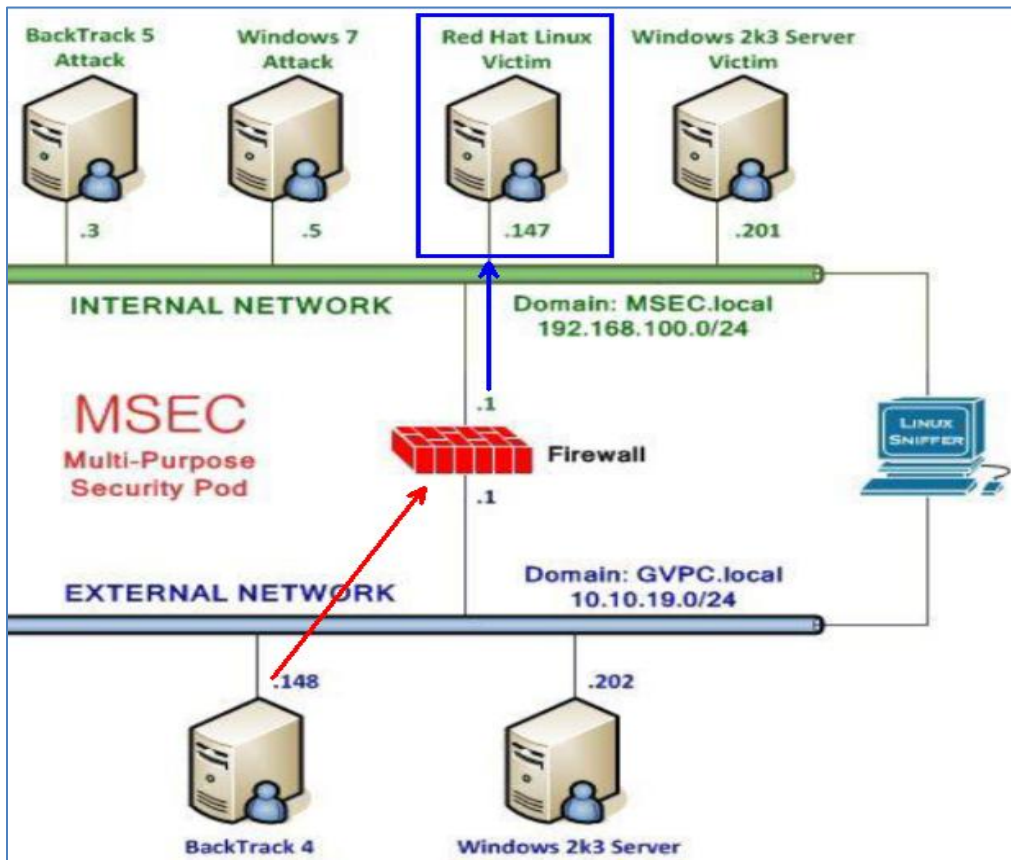 BackTrack 5
Attack
Windows 7
Attack
Red Hat Linux
Victim
Windows 2k3 Server
Victim
.3
.5
.147
.201
INTERNAL NETWORK
Domain: MSEC.local
192.168.100.0/24
MSEC
Multi-Purpose
Security Pod
.1
Firewall
.1
LINUX
SNIFFER
EXTERNAL NETWORK
Domain: GVPC.local
10.10.19.0/24
.148
.202
BackTrack 4
Windows 2k3 Server